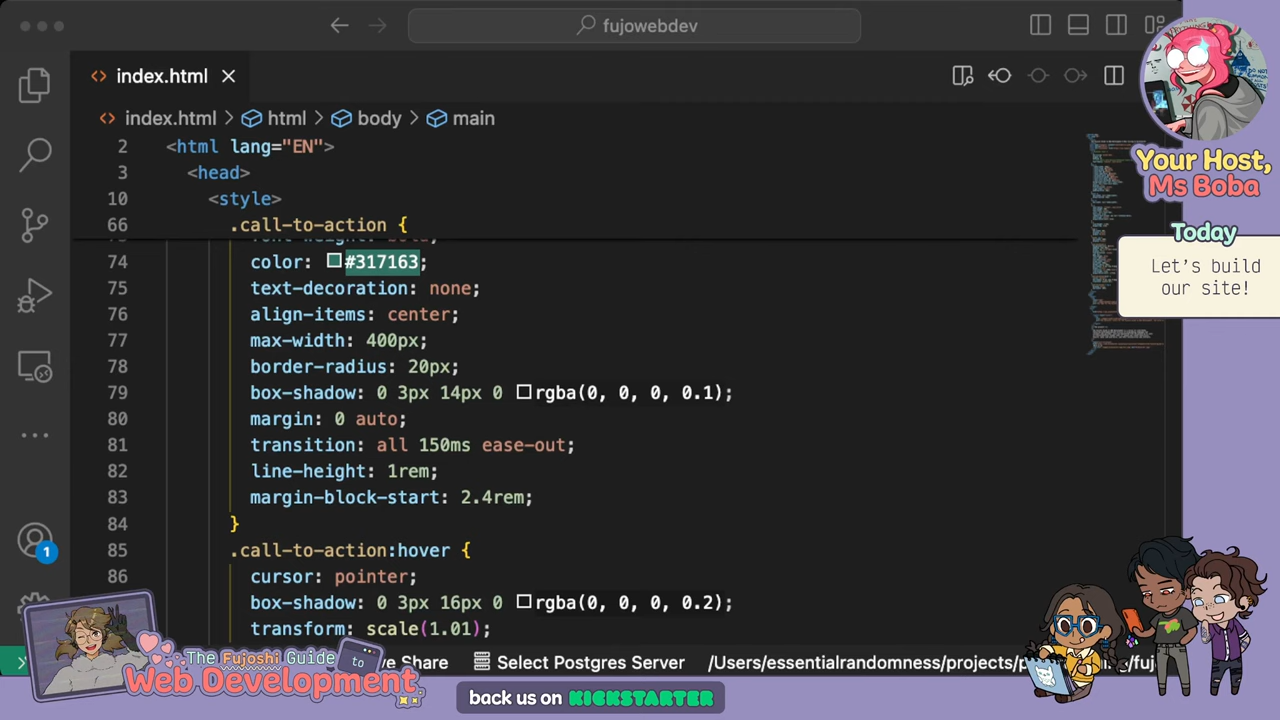 fujowebdev
index.html
index.html > html > body > main
2 <html lang="EN">
3 <head>
10 <style>
66 .call-to-action {
74 color: #317163;
75 text-decoration: none;
76 align-items: center;
77 max-width: 400px;
78 border-radius: 20px;
79 box-shadow: 0 3px 14px 0 rgba(0, 0, 0, 0.1);
80 margin: 0 auto;
81 transition: all 150ms ease-out;
82 line-height: 1rem;
83 margin-block-start: 2.4rem;
84 }
85 .call-to-action:hover {
86 cursor: pointer;
box-shadow: 0 3px 16px 0 rgba(0, 0, 0, 0.2);
transform: scale(1.01);
1
Share
Select Postgres Server
/Users/essentialrandomness/projects/
Your Host,
Ms Boba
Today
Let's build
our site!
The Fujoshi Guide
to
Web Development
back us on KICKSTARTER